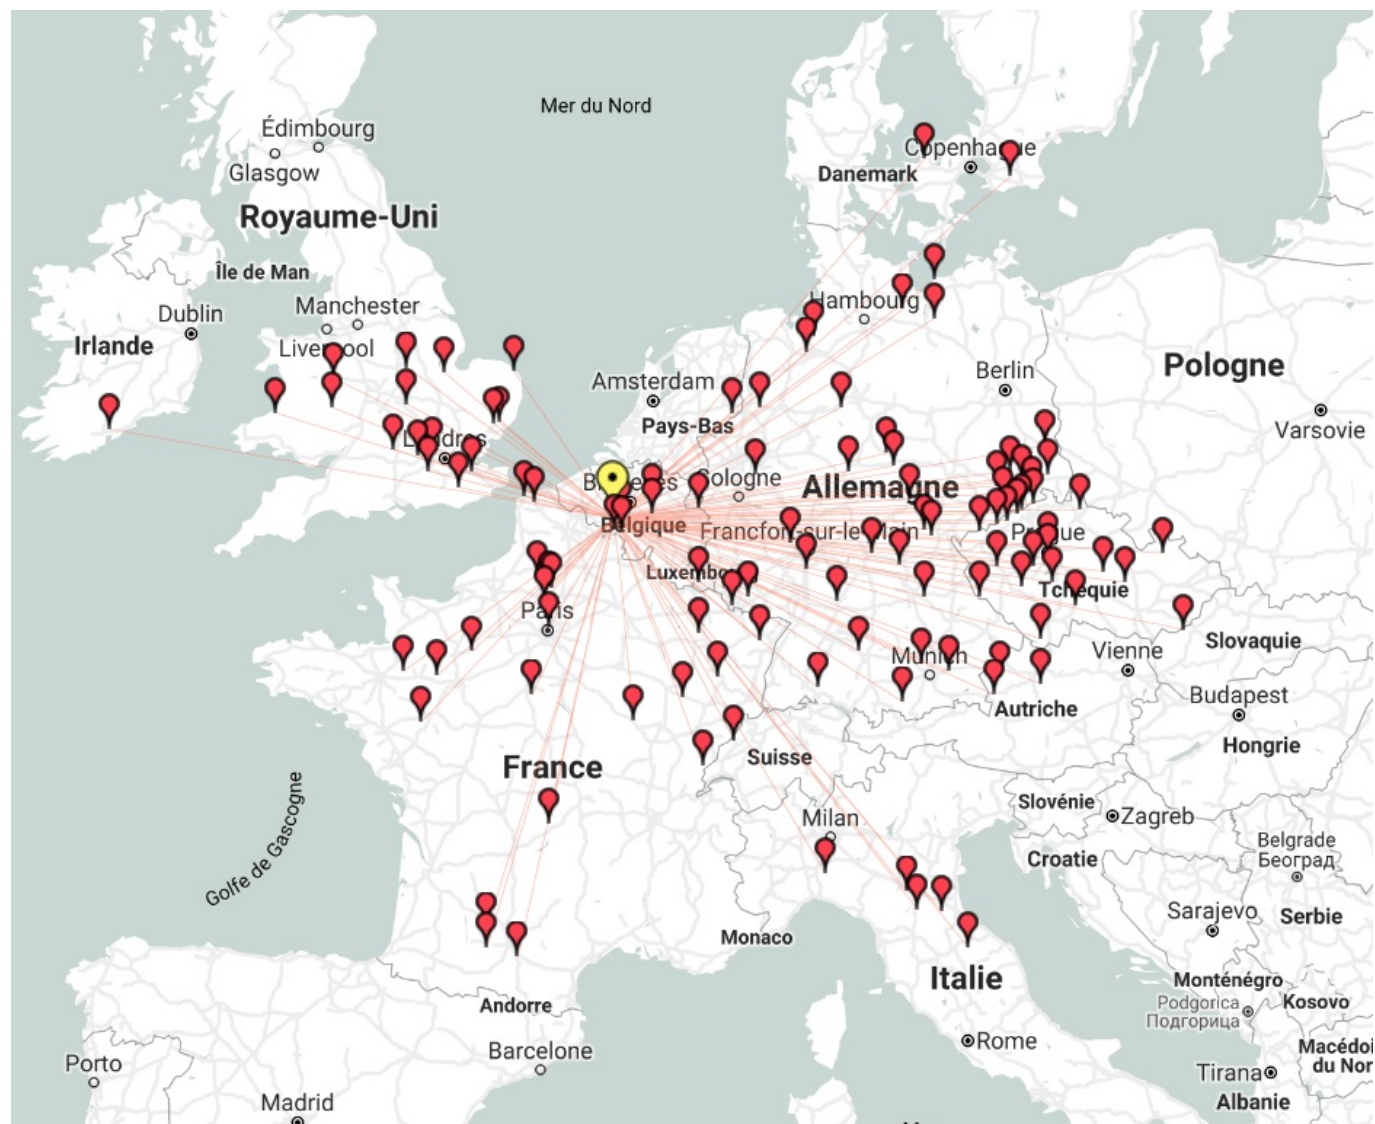 Mer du Nord
Édimbourg
Glasgow
Copenhague
Danemark
Royaume-Uni
Île de Man
Manchester
Dublin
Hambourg
Irlande
Liverpool
Pologne
Berlin
Amsterdam
Varsovie
Pays-Bas
Londres
Cologne
Bruxelles
Allemagne
Belgique
Francfort-sur-le-Main
Prague
Luxembourg
Tchéquie
Paris
Slovaquie
Munich
Vienne
Budapest
Autriche
Hongrie
Suisse
France
Golfe de Gascogne
Slovénie
Milan
Zagreb
Belgrade
Београд
Croatie
Sarajevo
Serbie
Monaco
Italie
Monténégro
Andorre
Podgorica
Подгорица
Kosovo
Rome
Barcelone
Macédoi
du Nor
Porto
Tirana
Madrid
Albanie